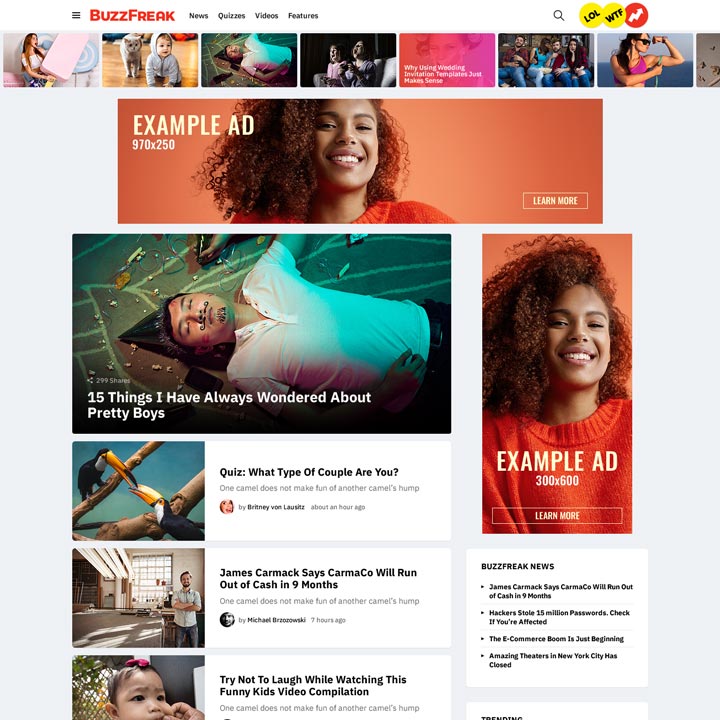 BUZZFREAK News Quizzes Videos Features
LOL WTF
Why Using Wedding
Invitation Templates Just
Makes Sense
EXAMPLE AD
970x250
LEARN MORE
299 Shares
15 Things I Have Always Wondered About
Pretty Boys
Quiz: What Type Of Couple Are You?
One camel does not make fun of another camel's hump
by Britney von Lausitz about an hour ago
James Carmack Says CarmaCo Will Run
Out of Cash in 9 Months
One camel does not make fun of another camel's hump
by Michael Brzozowski 7 hours ago
Try Not To Laugh While Watching This
Funny Kids Video Compilation
One camel does not make fun of another camel's hump
EXAMPLE AD
300x600
LEARN MORE
BUZZFREAK NEWS
James Carmack Says CarmaCo Will Run Out
of Cash in 9 Months
Hackers Stole 15 million Passwords. Check
If You're Affected
The E-Commerce Boom Is Just Beginning
Amazing Theaters in New York City Has
Closed
TRENDING